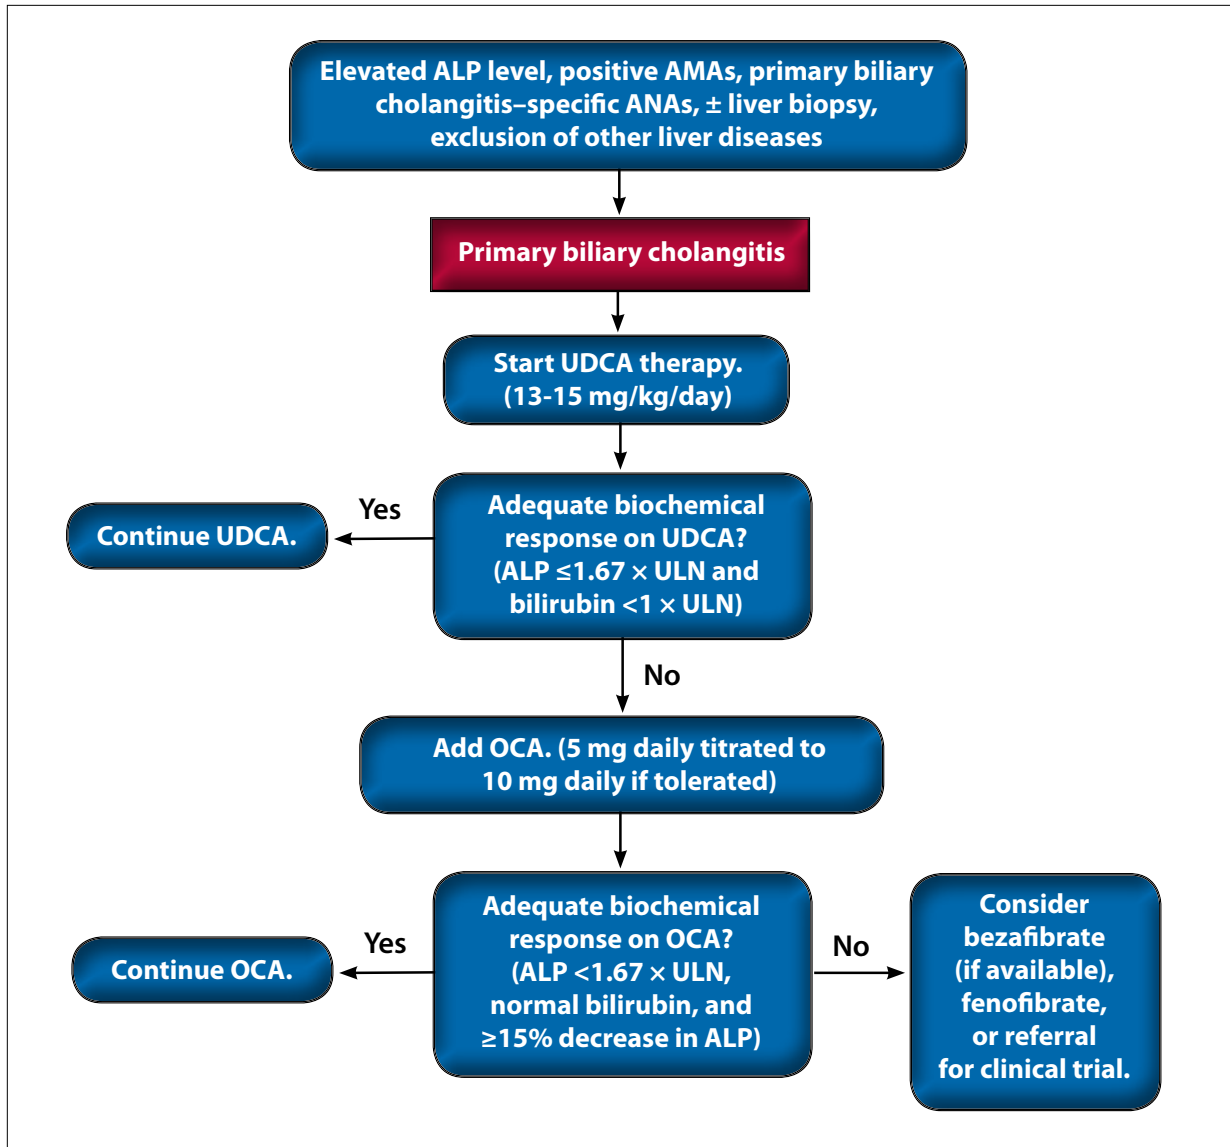 Elevated ALP level, positive AMAs, primary biliary
cholangitis–specific ANAs, ± liver biopsy,
exclusion of other liver diseases
Primary biliary cholangitis
Start UDCA therapy.
(13-15 mg/kg/day)
Adequate biochemical
response on UDCA?
(ALP ≤1.67 × ULN and
bilirubin <1 × ULN)
Yes
Continue UDCA.
No
Add OCA. (5 mg daily titrated to
10 mg daily if tolerated)
Adequate biochemical
response on OCA?
(ALP <1.67 × ULN,
normal bilirubin, and
≥15% decrease in ALP)
Yes
Continue OCA.
No
Consider
bezafibrate
(if available),
fenofibrate,
or referral
for clinical trial.